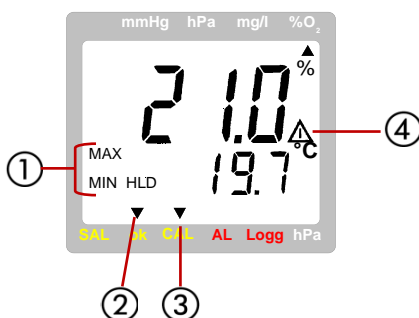 mmHg hPa mg/l %O₂
%
21.0
°C
④
①
MAX
MIN HLD
19.7
SAL ok CAL AL Logg hPa
② ③